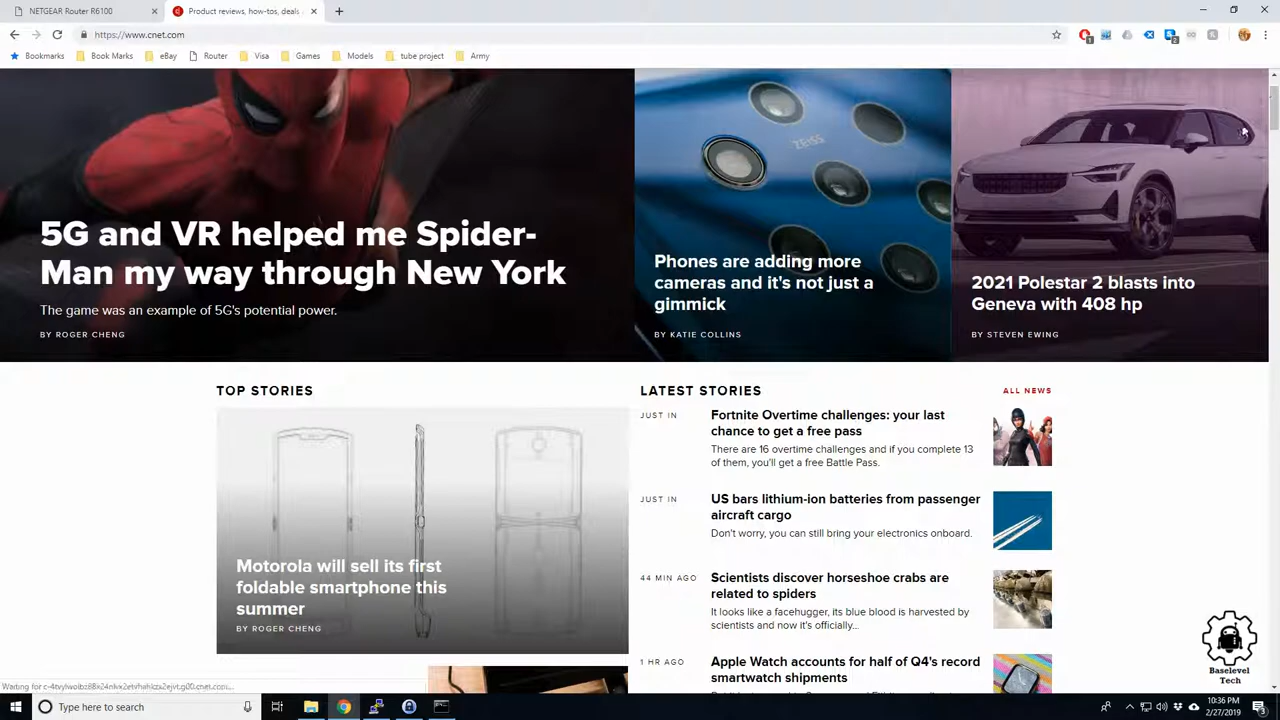 NETGEAR Router R6100
Product reviews, how-tos, deals
https://www.cnet.com
Bookmarks
Book Marks
eBay
Router
Visa
Games
Models
tube project
Army
ZEISS
5G and VR helped me Spider-
Man my way through New York
The game was an example of 5G's potential power.
BY ROGER CHENG
Phones are adding more
cameras and it's not just a
gimmick
BY KATIE COLLINS
2021 Polestar 2 blasts into
Geneva with 408 hp
BY STEVEN EWING
TOP STORIES
Motorola will sell its first
foldable smartphone this
summer
BY ROGER CHENG
LATEST STORIES
ALL NEWS
JUST IN
Fortnite Overtime challenges: your last
chance to get a free pass
There are 16 overtime challenges and if you complete 13
of them, you'll get a free Battle Pass.
JUST IN
US bars lithium-ion batteries from passenger
aircraft cargo
Don't worry, you can still bring your electronics onboard.
44 MIN AGO
Scientists discover horseshoe crabs are
related to spiders
It looks like a facehugger, its blue blood is harvested by
scientists and now it's officially...
1 HR AGO
Apple Watch accounts for half of Q4's record
smartwatch shipments
Baselevel
Tech
Waiting for
Type here to search
10:36 PM
2/27/2019